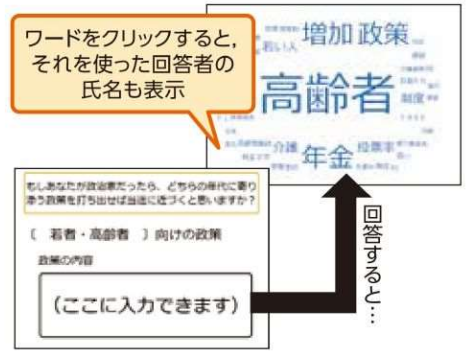 ワードをクリックすると,
それを使った回答者の
氏名も表示
増加 政策
若い人
高齢者
制度
介護
年金
投票率
もしあなたが政治家だったら、どちらの年代に寄り
添う政策を打ち出せば当選に近づくと思いますか？
〔 若者・高齢者 〕向けの政策
政策の内容
(ここに入力できます)
回答すると…